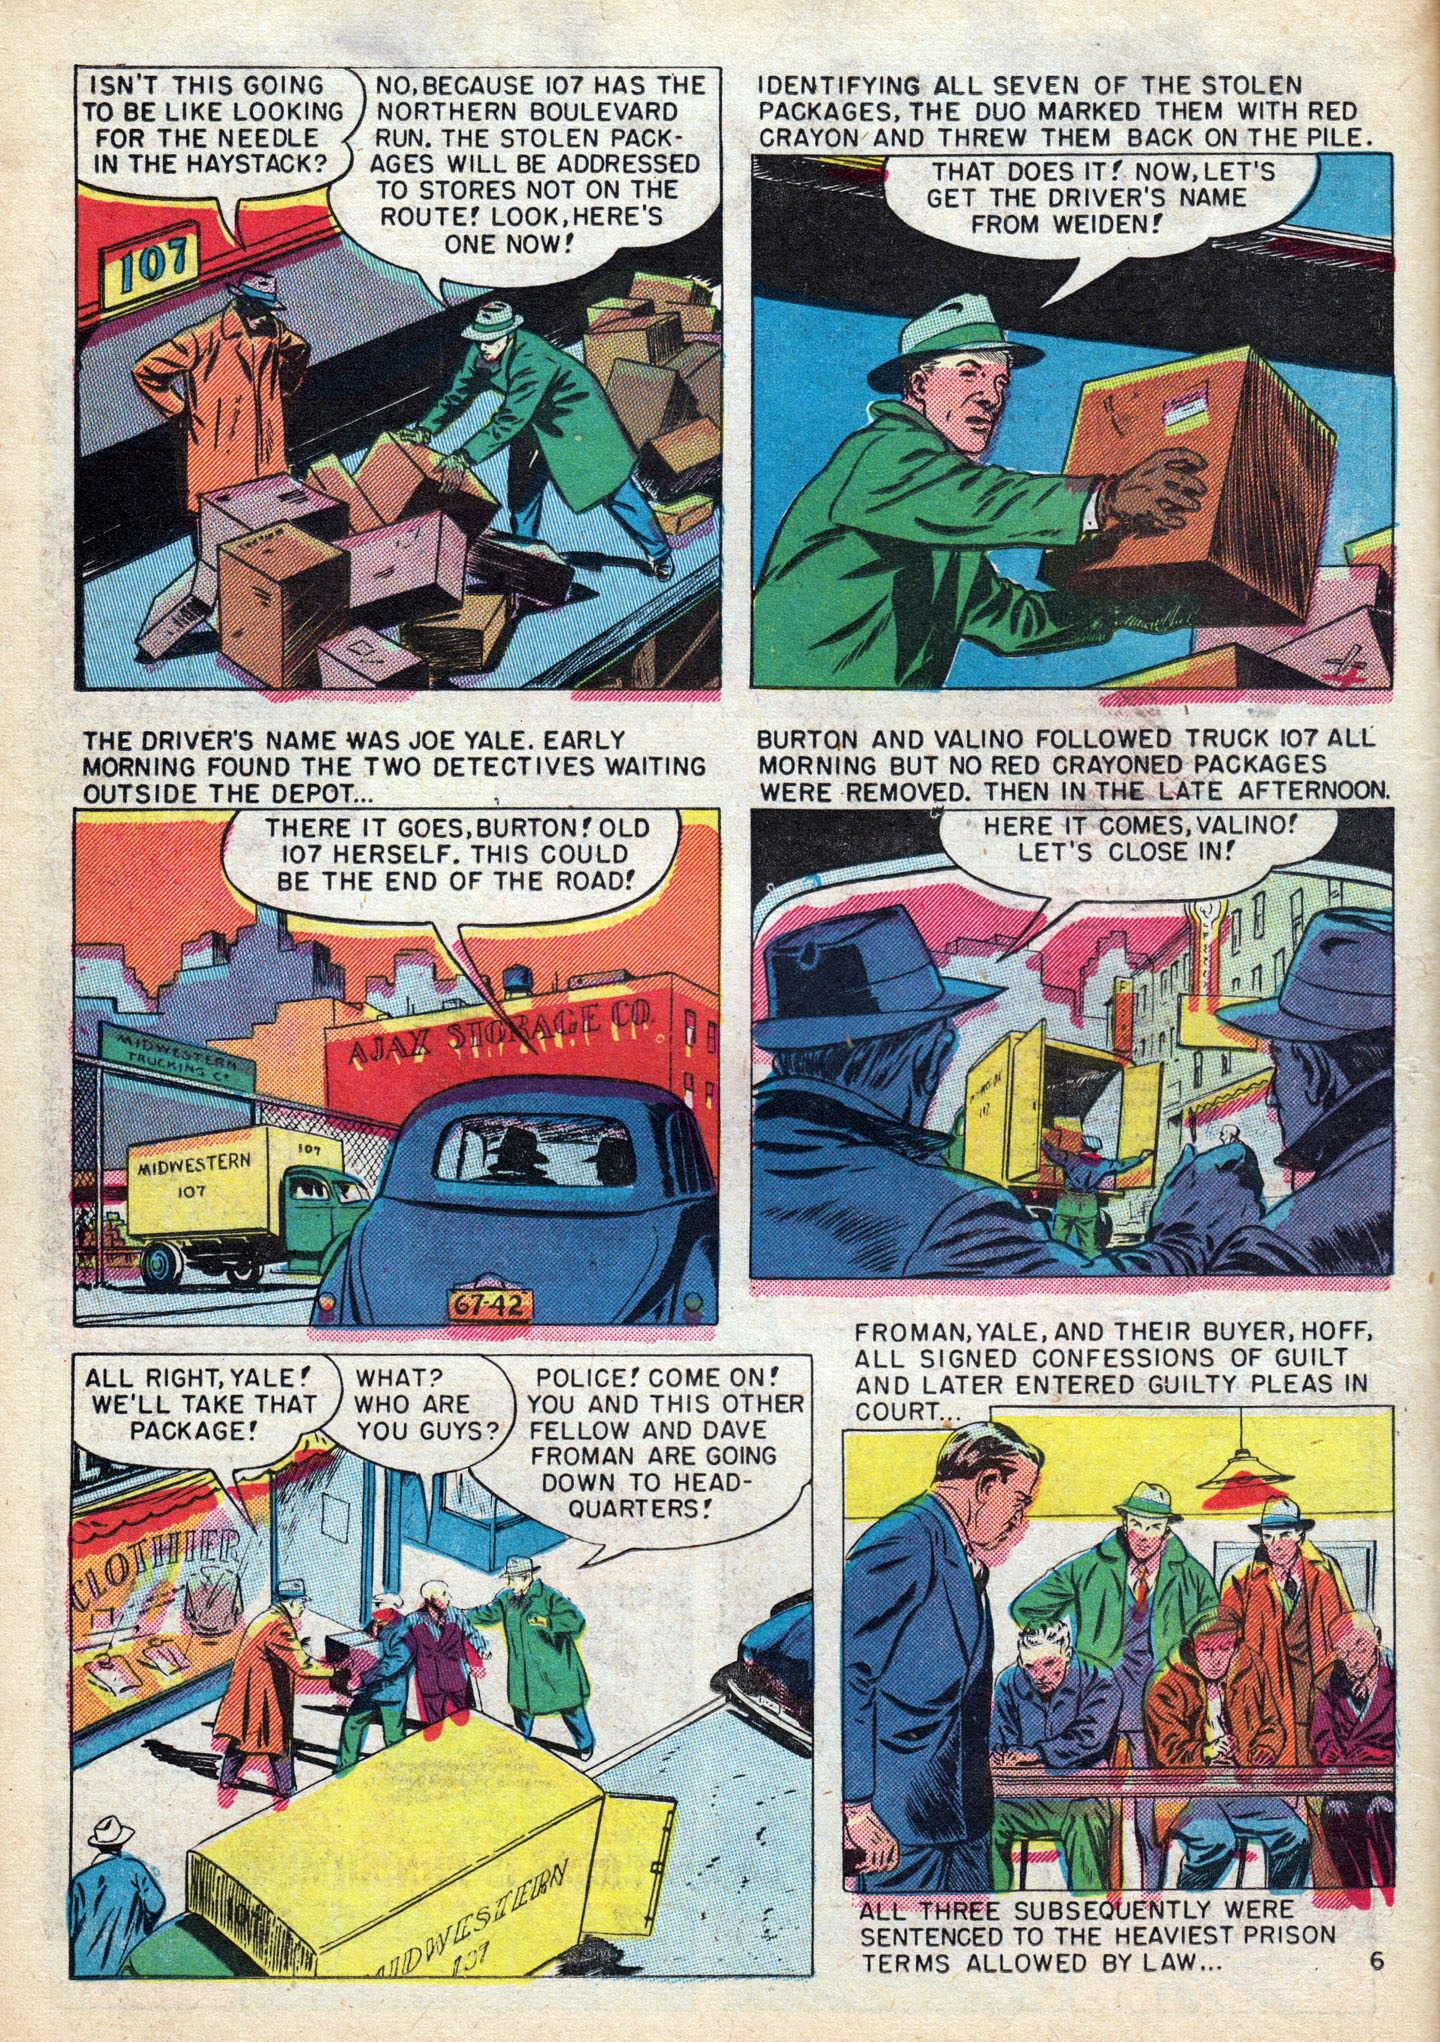 ISN'T THIS GOING
TO BE LIKE LOOKING
FOR THE NEEDLE
IN THE HAYSTACK?
NO, BECAUSE 107 HAS THE
NORTHERN BOULEVARD
RUN. THE STOLEN PACK-
AGES WILL BE ADDRESSED
TO STORES NOT ON THE
ROUTE! LOOK, HERE'S
ONE NOW!
107
IDENTIFYING ALL SEVEN OF THE STOLEN
PACKAGES, THE DUO MARKED THEM WITH RED
CRAYON AND THREW THEM BACK ON THE PILE.
THAT DOES IT! NOW, LET'S
GET THE DRIVER'S NAME
FROM WEIDEN!
THE DRIVER'S NAME WAS JOE YALE. EARLY
MORNING FOUND THE TWO DETECTIVES WAITING
OUTSIDE THE DEPOT...
THERE IT GOES, BURTON! OLD
107 HERSELF. THIS COULD
BE THE END OF THE ROAD!
AJAX STORAGE CO.
MIDWESTERN
TRUCKING CO
107
MIDWESTERN
107
67-42
BURTON AND VALINO FOLLOWED TRUCK 107 ALL
MORNING BUT NO RED CRAYONED PACKAGES
WERE REMOVED. THEN IN THE LATE AFTERNOON.
HERE IT COMES, VALINO!
LET'S CLOSE IN!
107
ALL RIGHT, YALE!
WE'LL TAKE THAT
PACKAGE!
WHAT?
WHO ARE
YOU GUYS?
POLICE! COME ON!
YOU AND THIS OTHER
FELLOW AND DAVE
FROMAN ARE GOING
DOWN TO HEAD-
QUARTERS!
CLOTHIER
107
MIDWESTERN
107
FROMAN, YALE, AND THEIR BUYER, HOFF,
ALL SIGNED CONFESSIONS OF GUILT
AND LATER ENTERED GUILTY PLEAS IN
COURT...
ALL THREE SUBSEQUENTLY WERE
SENTENCED TO THE HEAVIEST PRISON
TERMS ALLOWED BY LAW...
6